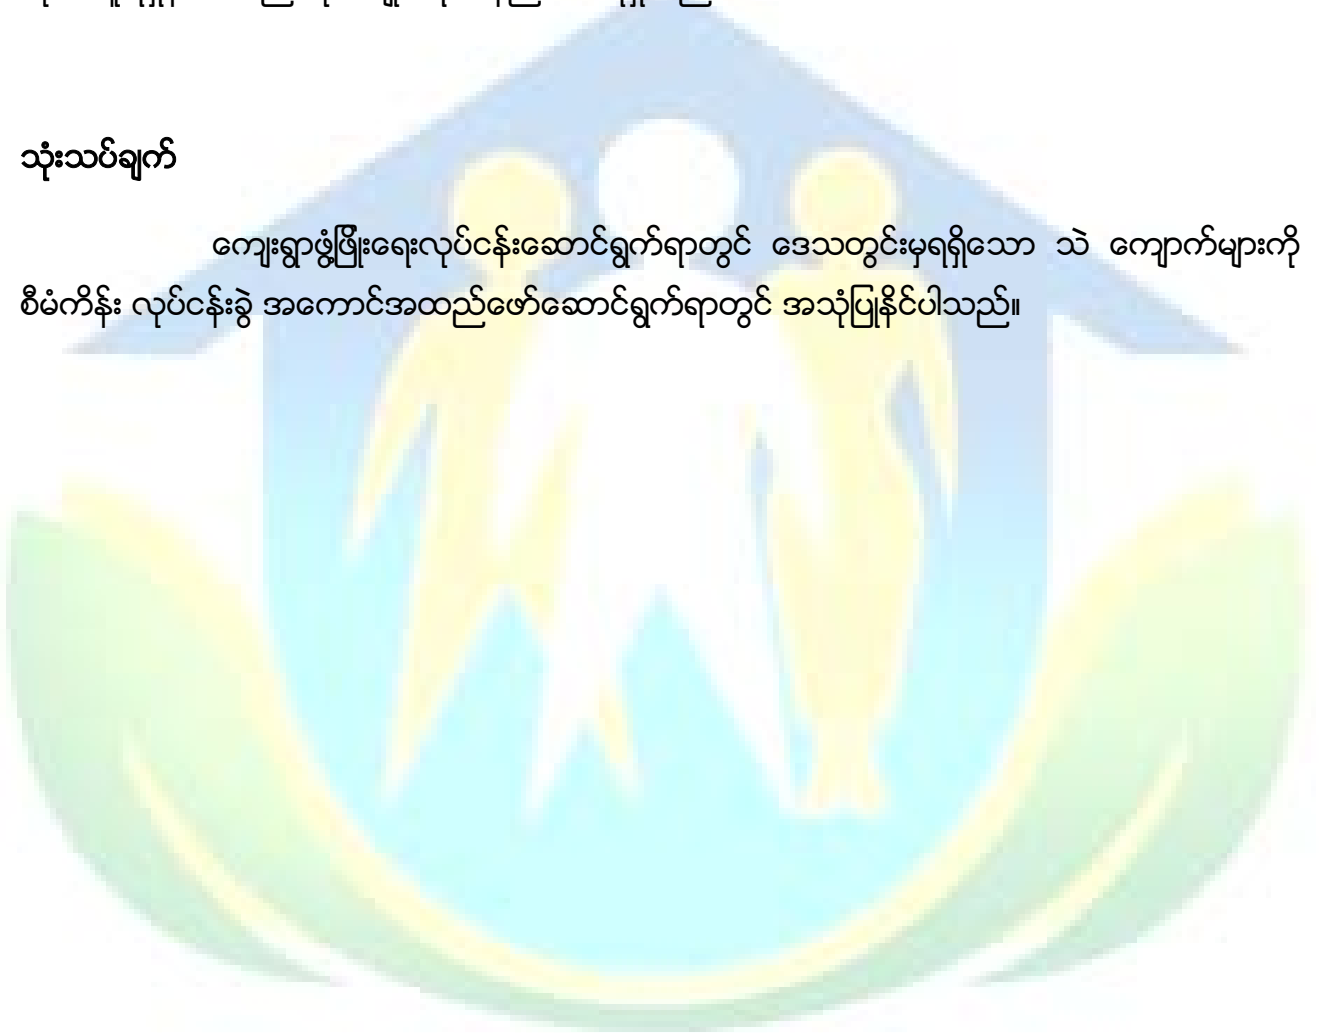 သုံးသပ်ချက်
ကျေးရွာဖွံ့ဖြိုးရေးလုပ်ငန်းဆောင်ရွက်ရာတွင် ဒေသတွင်းမှရရှိသော သဲ ကျောက်များကို
စီမံကိန်း လုပ်ငန်းခွဲ အကောင်အထည်ဖော်ဆောင်ရွက်ရာတွင် အသုံပြုနိင်ပါသည်။